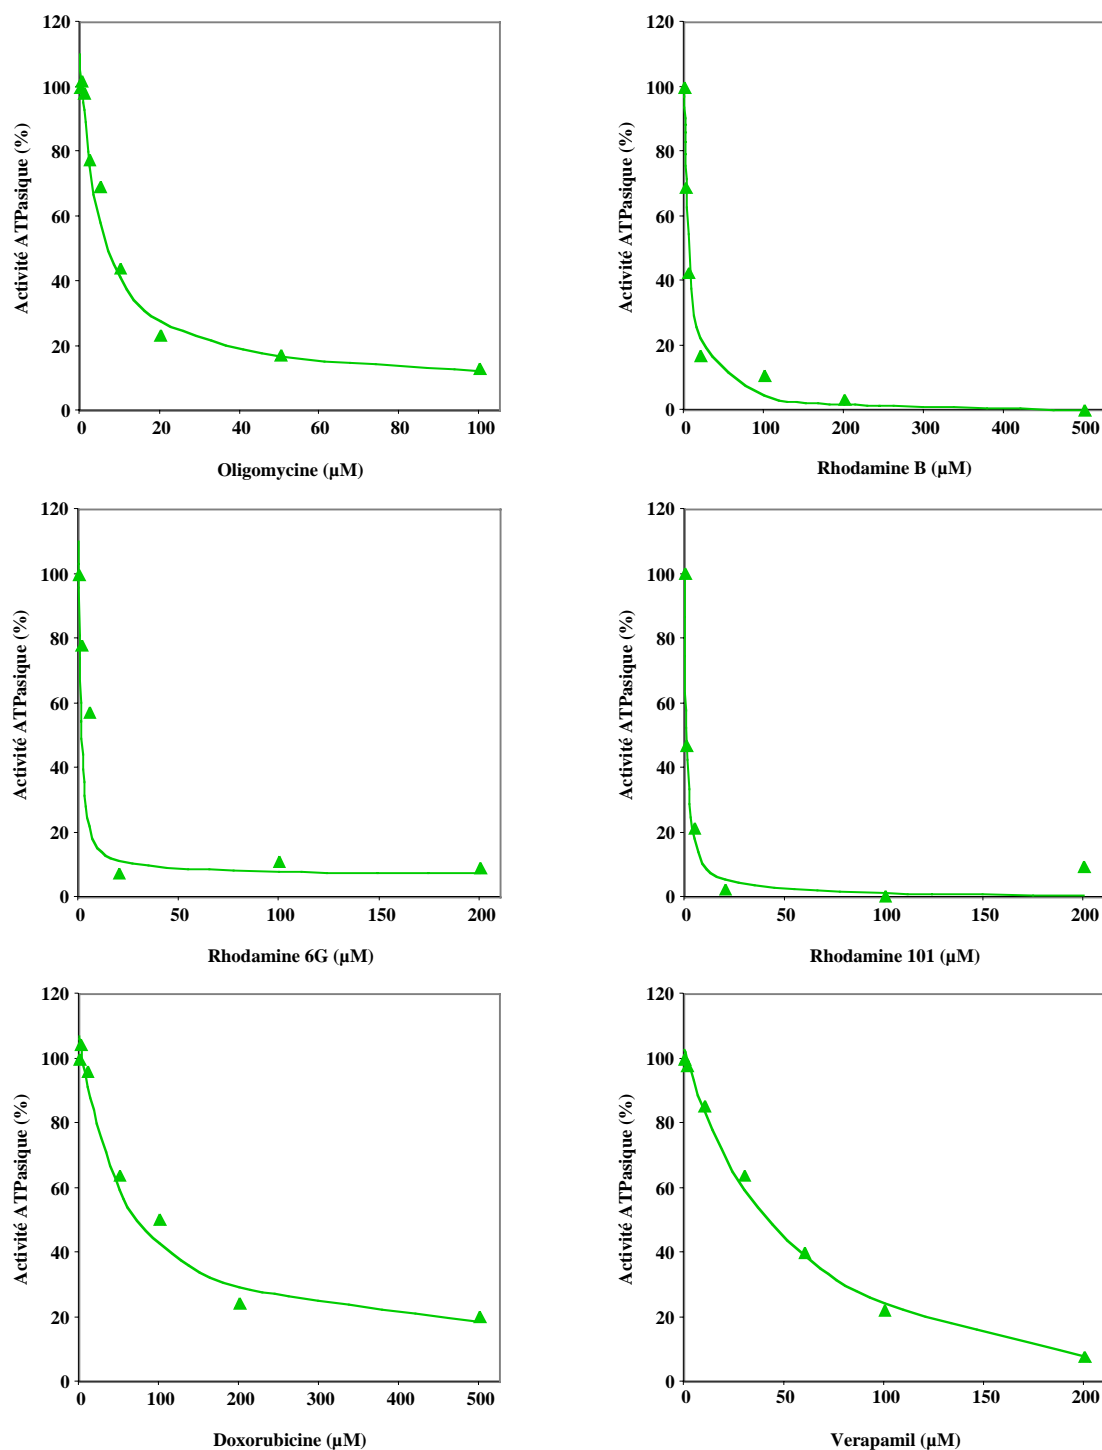 120
100
80
60
40
20
0
Activité ATPasique (%)
0 20 40 60 80 100
Oligomycine (µM)
120
100
80
60
40
20
0
Activité ATPasique (%)
0 100 200 300 400 500
Rhodamine B (µM)
120
100
80
60
40
20
0
Activité ATPasique (%)
0 50 100 150 200
Rhodamine 6G (µM)
120
100
80
60
40
20
0
Activité ATPasique (%)
0 50 100 150 200
Rhodamine 101 (µM)
120
100
80
60
40
20
0
Activité ATPasique (%)
0 100 200 300 400 500
Doxorubicine (µM)
120
100
80
60
40
20
0
Activité ATPasique (%)
0 50 100 150 200
Verapamil (µM)